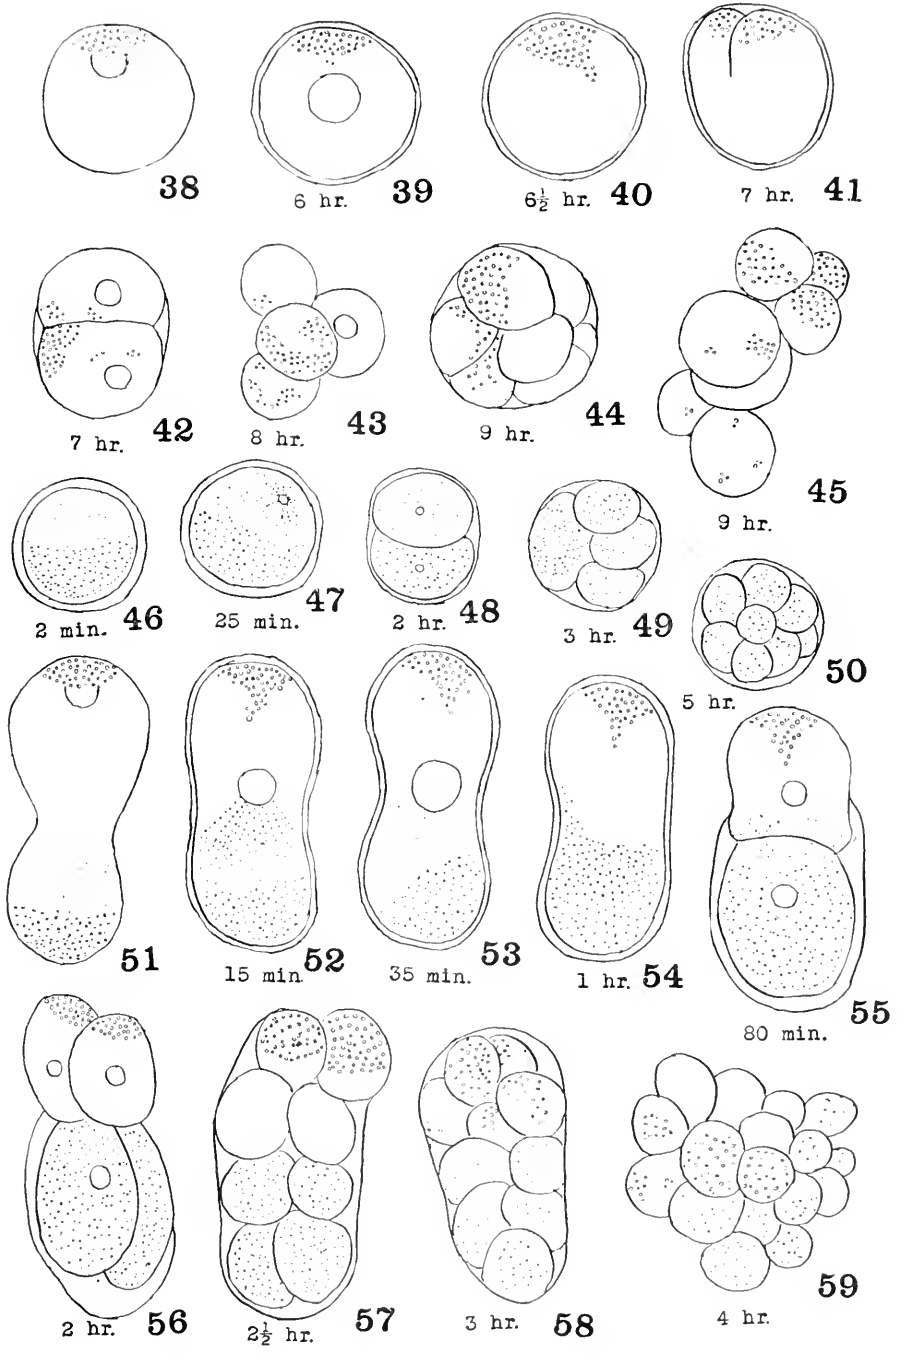 38
6 hr. 39
6½ hr. 40
7 hr. 41
7 hr. 42
8 hr. 43
9 hr. 44
45
9 hr.
2 min. 46
25 min. 47
2 hr. 48
3 hr. 49
50
5 hr.
51
15 min. 52
35 min. 53
1 hr. 54
55
80 min.
2 hr. 56
2½ hr. 57
3 hr. 58
59
4 hr.